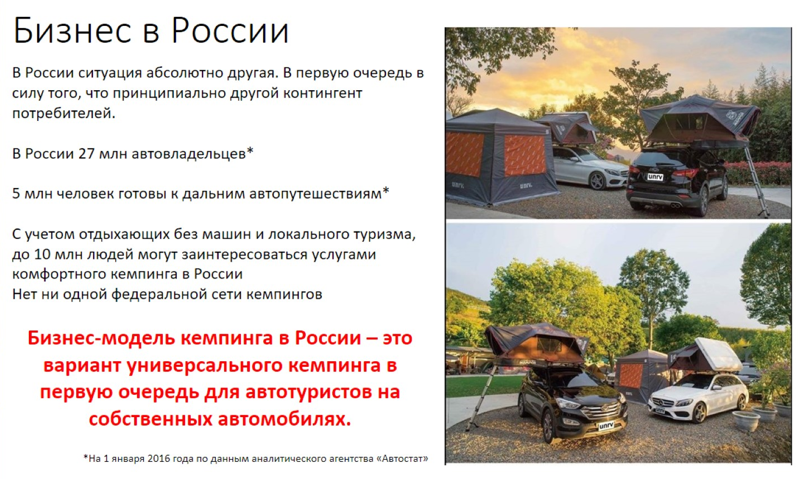 Бизнес в России
В России ситуация абсолютно другая. В первую очередь в
силу того, что принципиально другой контингент
потребителей.
В России 27 млн автовладельцев*
5 млн человек готовы к дальним автопутешествиям*
С учетом отдыхающих без машин и локального туризма,
до 10 млн людей могут заинтересоваться услугами
комфортного кемпинга в России
Нет ни одной федеральной сети кемпингов
Бизнес-модель кемпинга в России – это
вариант универсального кемпинга в
первую очередь для автотуристов на
собственных автомобилях.
*На 1 января 2016 года по данным аналитического агентства «Автостат»
unrv
unrv